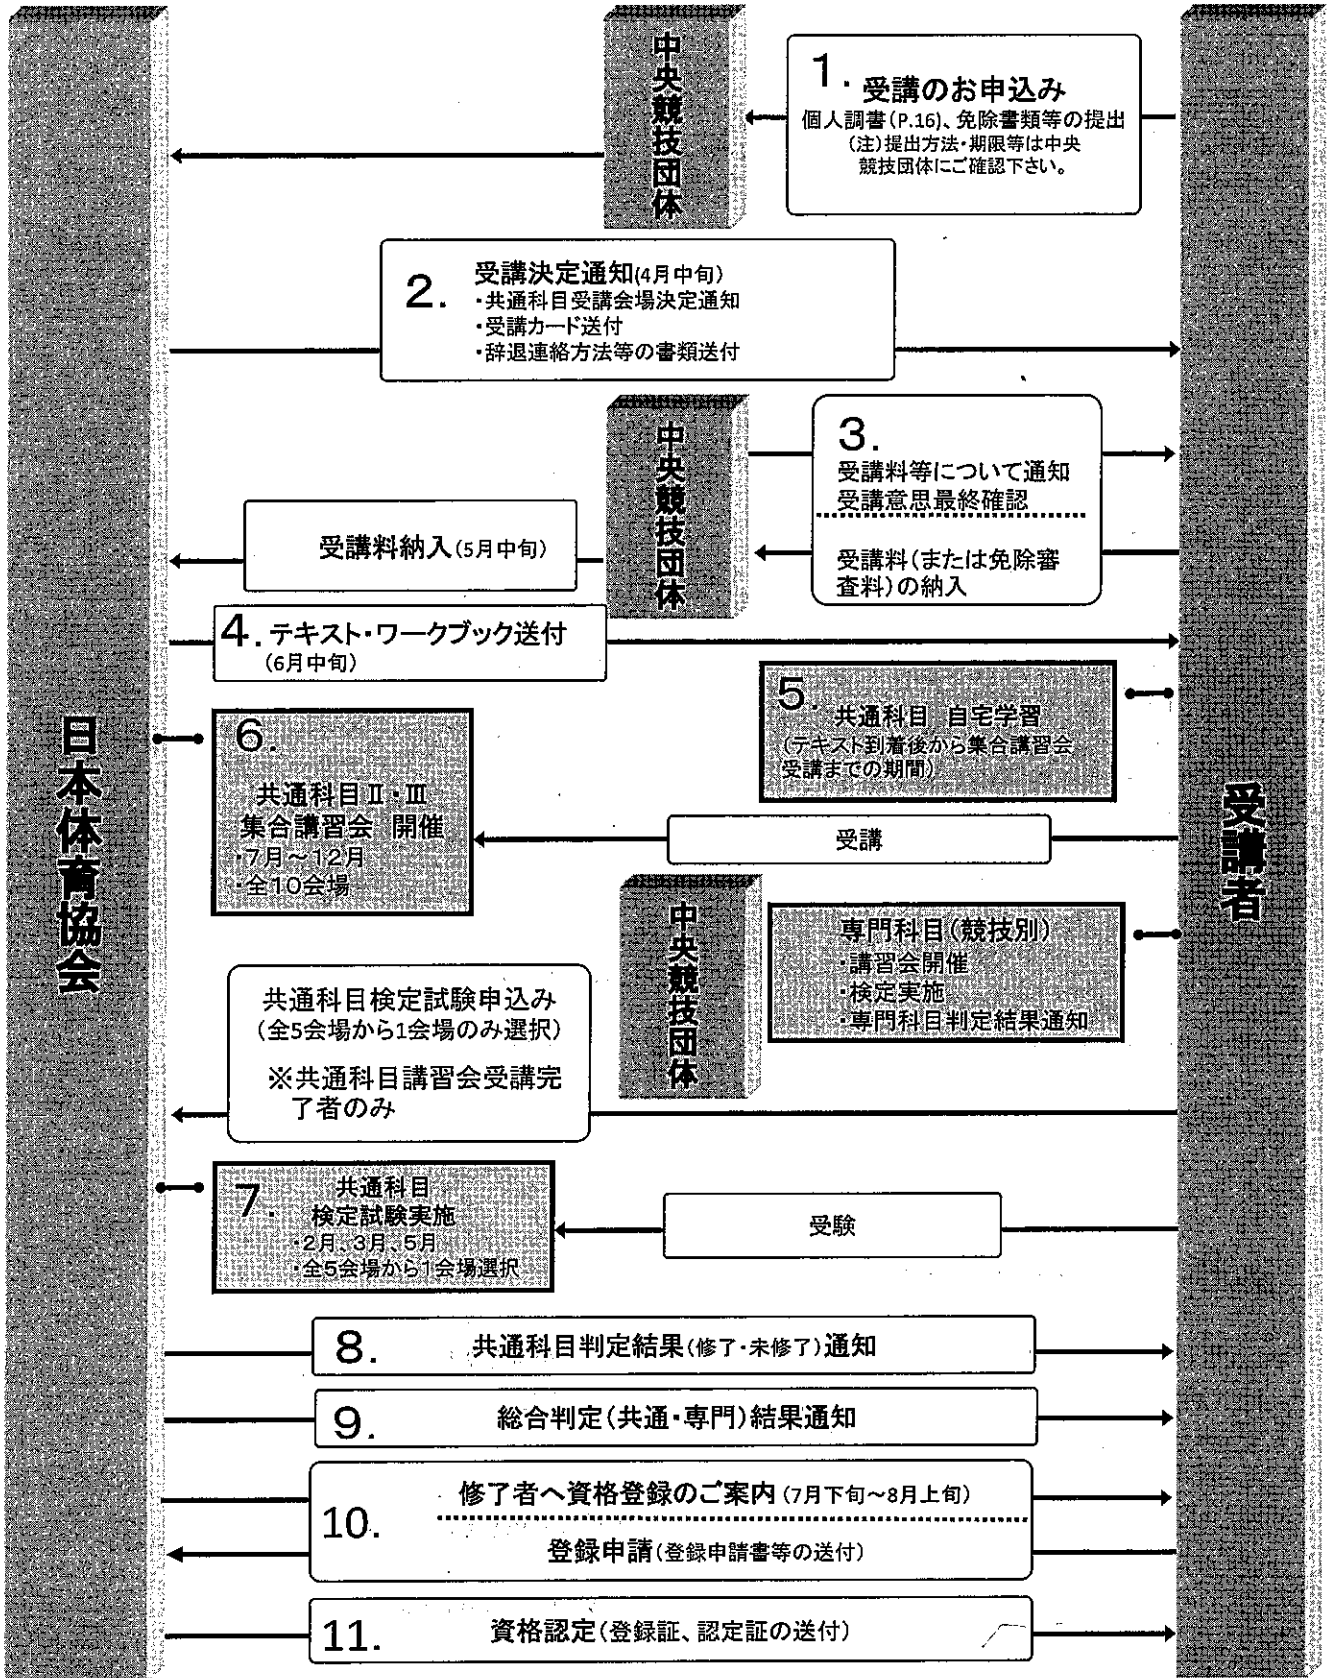 日本体育協会
受講者
中央競技団体
1. 受講のお申込み
個人調書(P.16)、免除書類等の提出
(注)提出方法・期限等は中央
競技団体にご確認下さい。
2. 受講決定通知(4月中旬)
・共通科目受講会場決定通知
・受講カード送付
・辞退連絡方法等の書類送付
中央競技団体
3.
受講料等について通知
受講意思最終確認
受講料(または免除審
査料)の納入
受講料納入(5月中旬)
4. テキスト・ワークブック送付
(6月中旬)
5. 共通科目 自宅学習
(テキスト到着後から集合講習会
受講までの期間)
6.
共通科目Ⅱ・Ⅲ
集合講習会 開催
・7月～12月
・全10会場
受講
中央競技団体
専門科目(競技別)
・講習会開催
・検定実施
・専門科目判定結果通知
共通科目検定試験申込み
(全5会場から1会場のみ選択)
※共通科目講習会受講完
了者のみ
7. 共通科目
検定試験実施
・2月、3月、5月
・全5会場から1会場選択
受験
8. 共通科目判定結果(修了・未修了)通知
9. 総合判定(共通・専門)結果通知
10. 修了者へ資格登録のご案内(7月下旬～8月上旬)
登録申請(登録申請書等の送付)
11. 資格認定(登録証、認定証の送付)